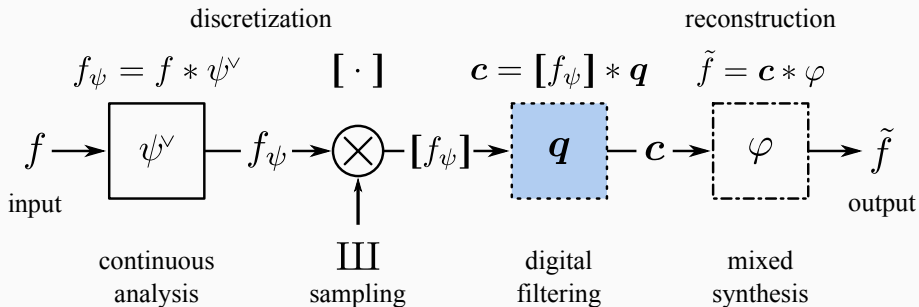 discretization reconstruction
f_ψ = f ∗ ψ^∨ [ · ] c = [f_ψ] ∗ q f̃ = c ∗ φ
f ψ^∨ f_ψ × [f_ψ] q c φ f̃
input output
Ш
continuous sampling digital mixed
analysis filtering synthesis